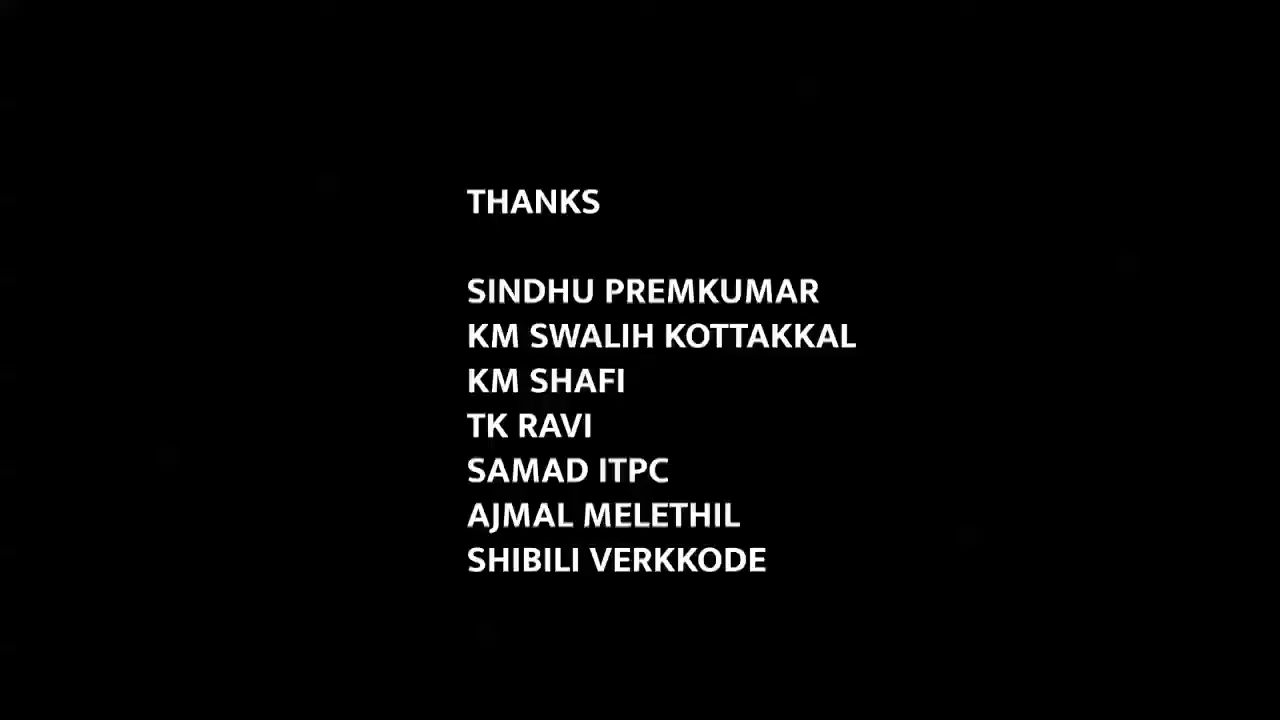 THANKS
SINDHU PREMKUMAR
KM SWALIH KOTTAKKAL
KM SHAFI
TK RAVI
SAMAD ITPC
AJMAL MELETHIL
SHIBILI VERKKODE